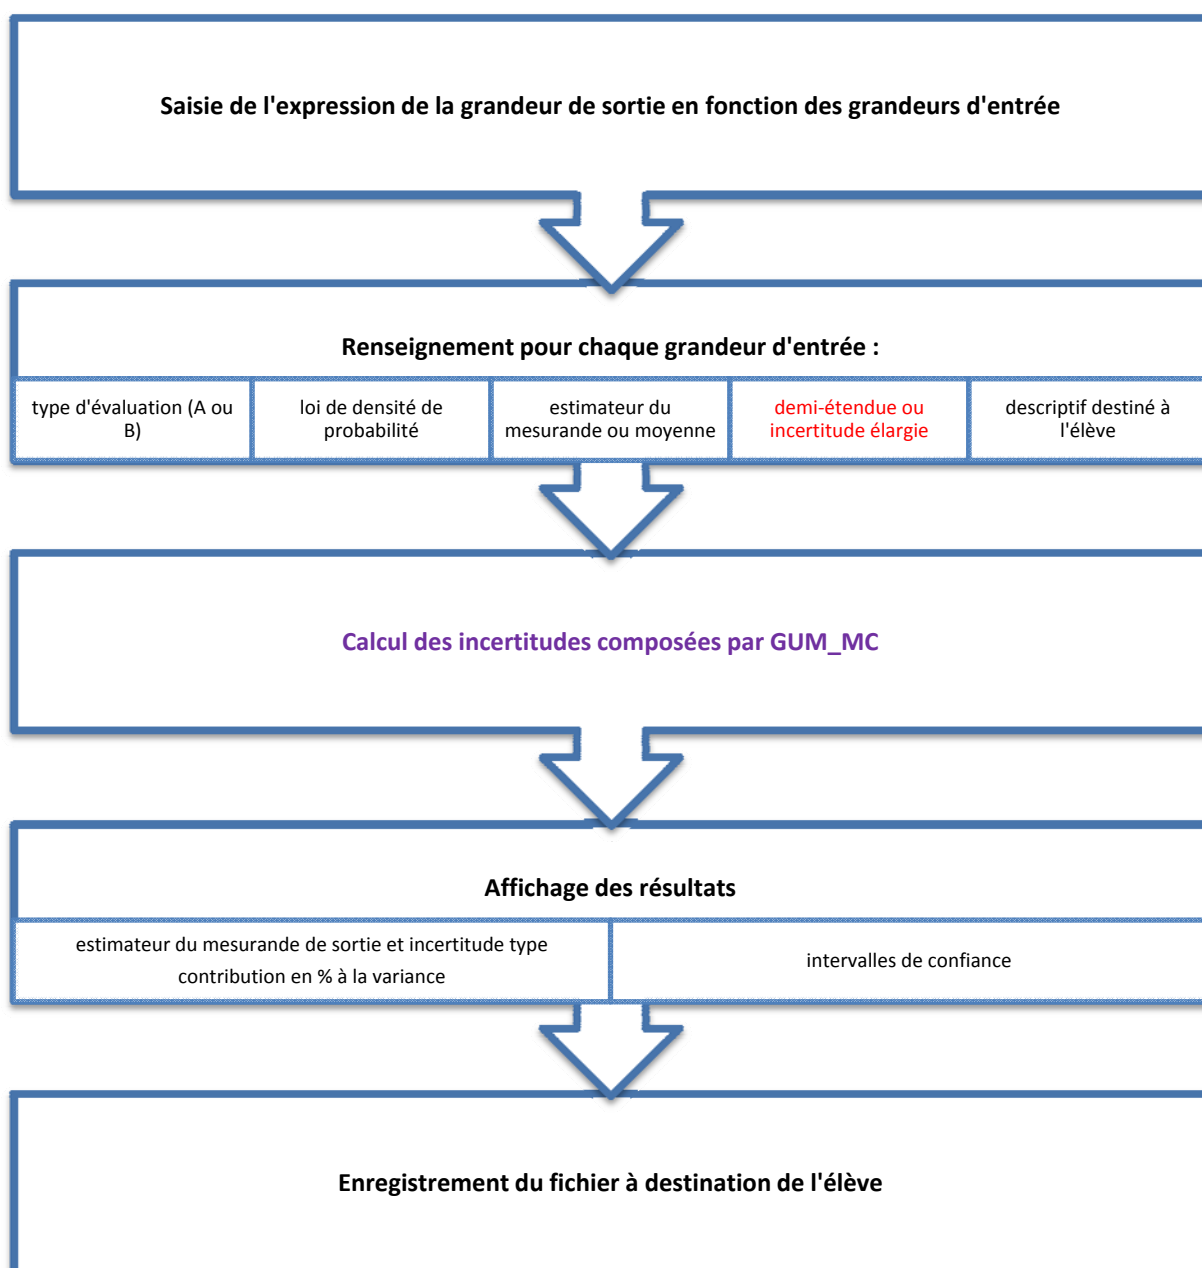 Saisie de l'expression de la grandeur de sortie en fonction des grandeurs d'entrée
Renseignement pour chaque grandeur d'entrée :
type d'évaluation (A ou
B)
loi de densité de
probabilité
estimateur du
mesurande ou moyenne
demi-étendue ou
incertitude élargie
descriptif destiné à
l'élève
Calcul des incertitudes composées par GUM_MC
Affichage des résultats
estimateur du mesurande de sortie et incertitude type
contribution en % à la variance
intervalles de confiance
Enregistrement du fichier à destination de l'élève